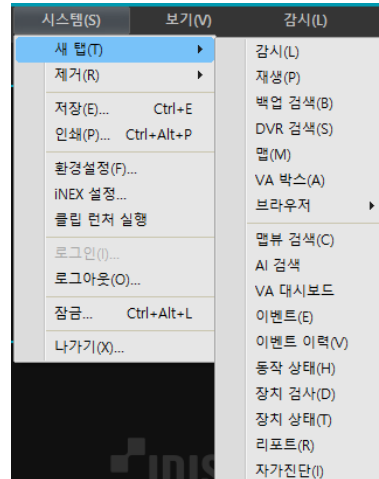 시스템(S) 보기(V) 감시(L)
새 탭(T)
제거(R)
저장(E)... Ctrl+E
인쇄(P)... Ctrl+Alt+P
환경설정(F)...
iNEX 설정...
클립 런처 실행
로그인(I)...
로그아웃(O)...
잠금... Ctrl+Alt+L
나가기(X)...
감시(L)
재생(P)
백업 검색(B)
DVR 검색(S)
맵(M)
VA 박스(A)
브라우저
맵뷰 검색(C)
AI 검색
VA 대시보드
이벤트(E)
이벤트 이력(V)
동작 상태(H)
장치 검사(D)
장치 상태(T)
리포트(R)
자가진단(I)